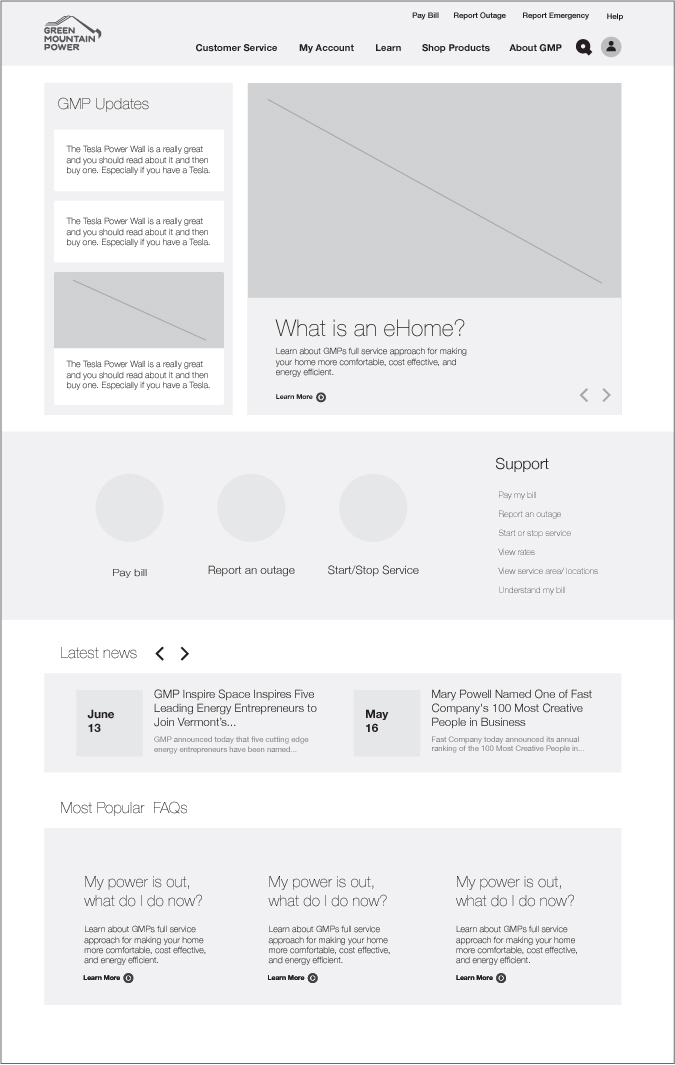 Pay Bill Report Outage Report Emergency Help
GREEN
MOUNTAIN
POWER
Customer Service My Account Learn Shop Products About GMP
GMP Updates
The Tesla Power Wall is a really great
and you should read about it and then
buy one. Especially if you have a Tesla.
The Tesla Power Wall is a really great
and you should read about it and then
buy one. Especially if you have a Tesla.
The Tesla Power Wall is a really great
and you should read about it and then
buy one. Especially if you have a Tesla.
What is an eHome?
Learn about GMPs full service approach for making
your home more comfortable, cost effective, and
energy efficient.
Learn More
Pay bill
Report an outage
Start/Stop Service
Support
Pay my bill
Report an outage
Start or stop service
View rates
View service area/ locations
Understand my bill
Latest news
June
13
GMP Inspire Space Inspires Five
Leading Energy Entrepreneurs to
Join Vermont's...
GMP announced today that five cutting edge
energy entrepreneurs have been named...
May
16
Mary Powell Named One of Fast
Company's 100 Most Creative
People in Business
Fast Company today announced its annual
ranking of the 100 Most Creative People in...
Most Popular FAQs
My power is out,
what do I do now?
Learn about GMPs full service
approach for making your home
more comfortable, cost effective,
and energy efficient.
Learn More
My power is out,
what do I do now?
Learn about GMPs full service
approach for making your home
more comfortable, cost effective,
and energy efficient.
Learn More
My power is out,
what do I do now?
Learn about GMPs full service
approach for making your home
more comfortable, cost effective,
and energy efficient.
Learn More